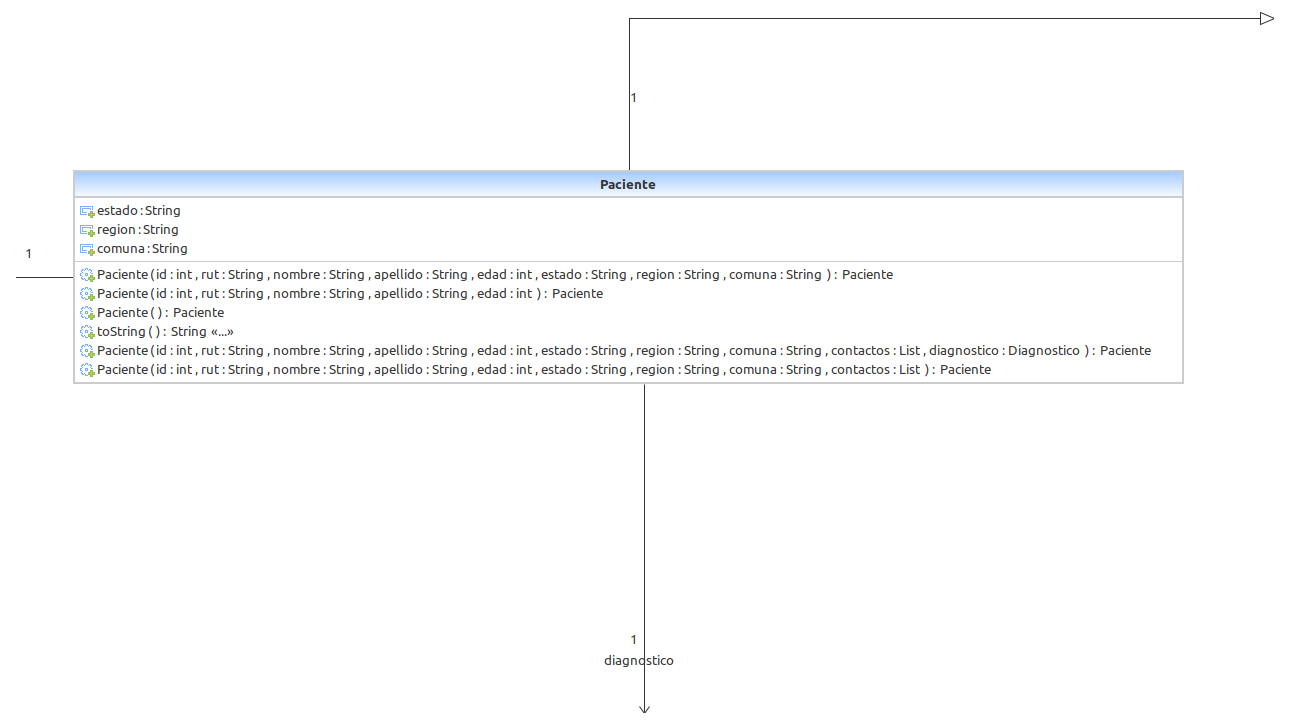 1
Paciente
estado:String
region:String
1
comuna:String
Paciente(id:int,rut:String,nombre:String,apellido:String,edad:int,estado:String,region:String,comuna:String): Paciente
Paciente(id:int,rut:String,nombre:String,apellido:String,edad:int): Paciente
Paciente(): Paciente
toString(): String «...»
Paciente(id:int,rut:String,nombre:String,apellido:String,edad:int,estado:String,region:String,comuna:String,contactos:List,diagnostico:Diagnostico): Paciente
Paciente(id:int,rut:String,nombre:String,apellido:String,edad:int,estado:String,region:String,comuna:String,contactos:List): Paciente
1
diagnostico